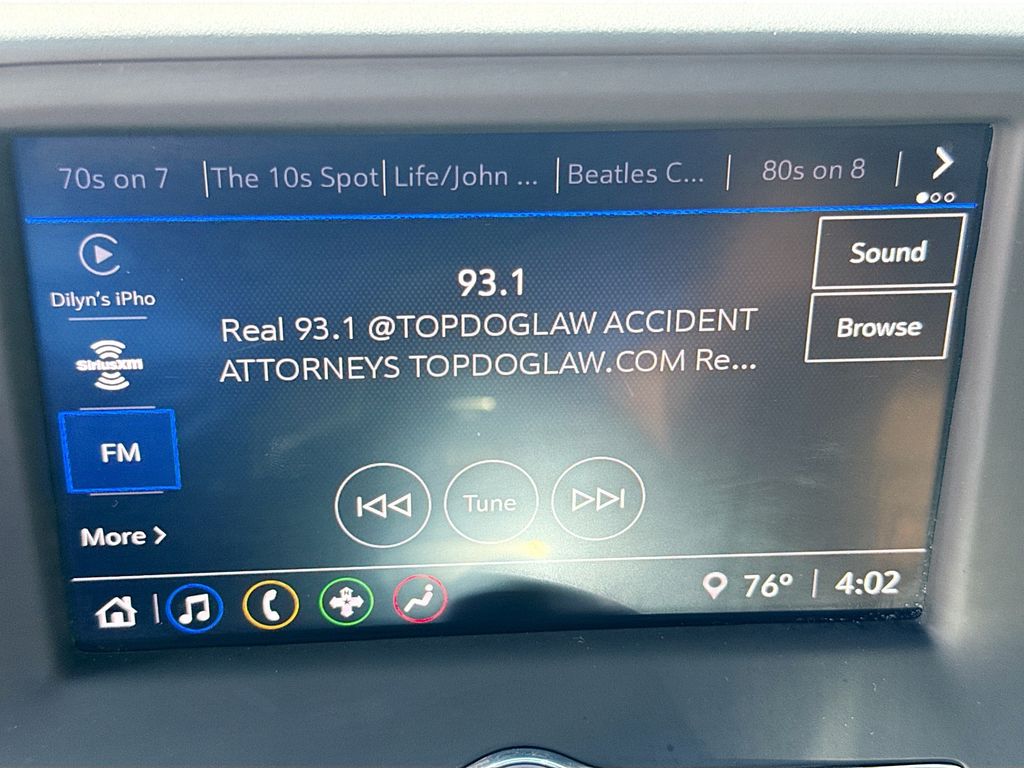 70s on 7 The 10s Spot Life/John ... Beatles C... 80s on 8
Sound
Dilyn's iPho
93.1
Browse
Real 93.1 @TOPDOGLAW ACCIDENT
ATTORNEYS TOPDOGLAW.COM Re...
SiriusXM
FM
Tune
More
76° 4:02